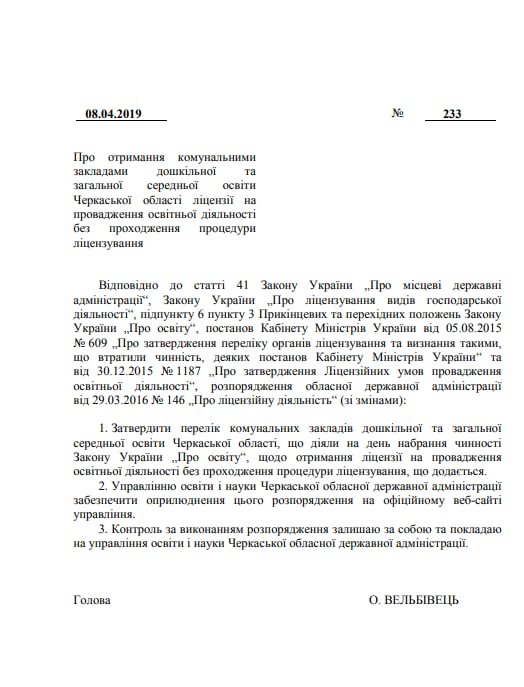 08.04.2019 № 233
Про отримання комунальними
закладами дошкільної та
загальної середньої освіти
Черкаської області ліцензії на
провадження освітньої діяльності
без проходження процедури
ліцензування
Відповідно до статті 41 Закону України „Про місцеві державні
адміністрації“, Закону України „Про ліцензування видів господарської
діяльності“, підпункту 6 пункту 3 Прикінцевих та перехідних положень Закону
України „Про освіту“, постанов Кабінету Міністрів України від 05.08.2015
№ 609 „Про затвердження переліку органів ліцензування та визнання такими,
що втратили чинність, деяких постанов Кабінету Міністрів України“ та
від 30.12.2015 № 1187 „Про затвердження Ліцензійних умов провадження
освітньої діяльності“, розпорядження обласної державної адміністрації
від 29.03.2016 № 146 „Про ліцензійну діяльність“ (зі змінами):
1. Затвердити перелік комунальних закладів дошкільної та загальної
середньої освіти Черкаської області, що діяли на день набрання чинності
Закону України „Про освіту“, щодо отримання ліцензії на провадження
освітньої діяльності без проходження процедури ліцензування, що додається.
2. Управлінню освіти і науки Черкаської обласної державної адміністрації
забезпечити оприлюднення цього розпорядження на офіційному веб-сайті
управління.
3. Контроль за виконанням розпорядження залишаю за собою та покладаю
на управління освіти і науки Черкаської обласної державної адміністрації.
Голова О. ВЕЛЬБІВЕЦЬ